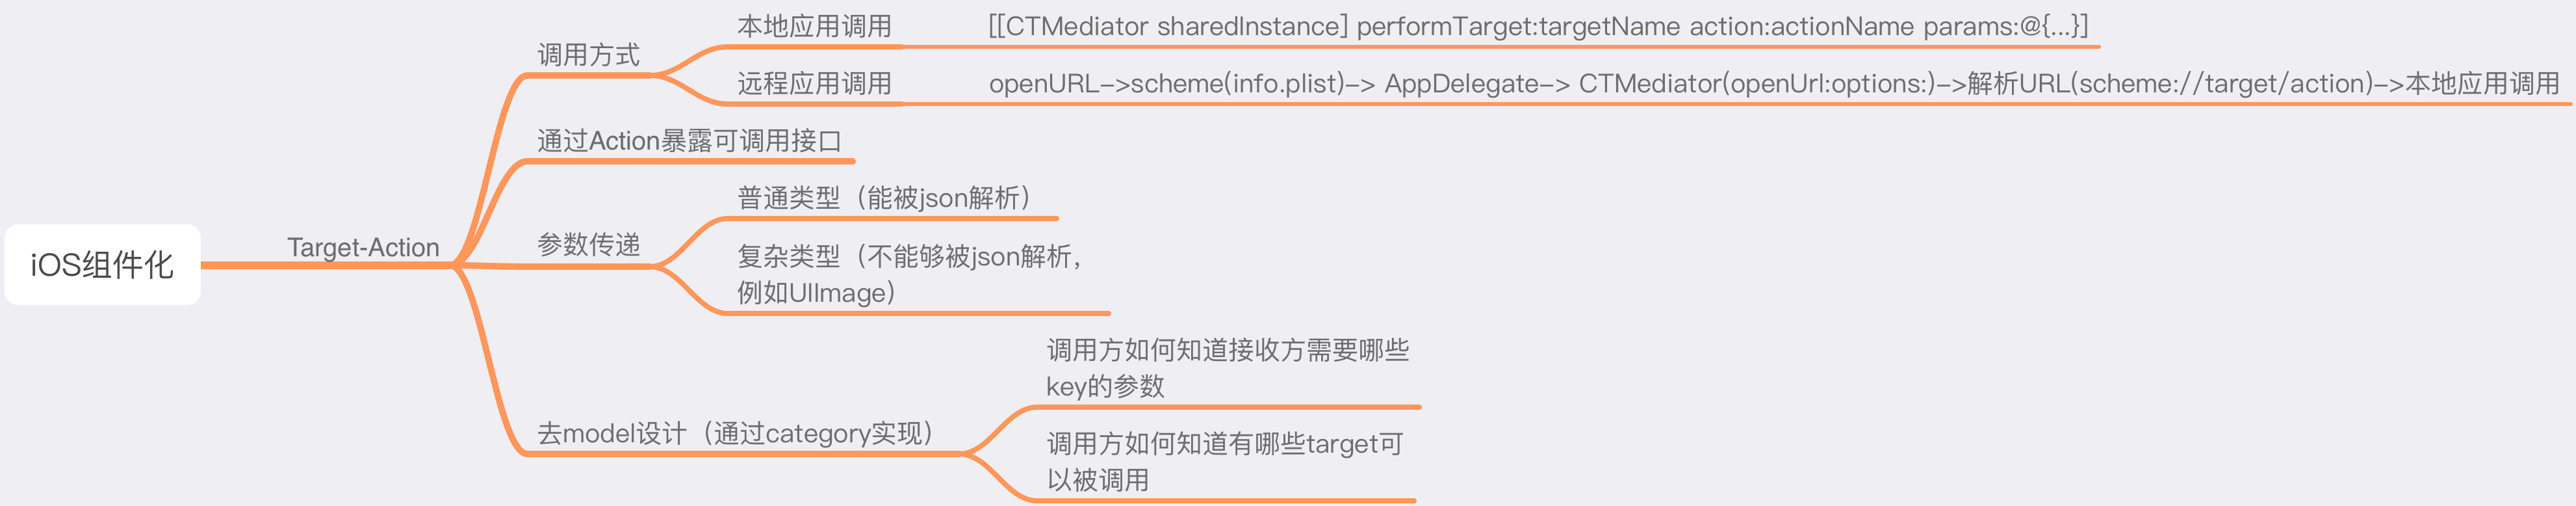 iOS组件化
Target-Action
调用方式
本地应用调用
[[CTMediator sharedInstance] performTarget:targetName action:actionName params:@{...}]
远程应用调用
openURL->scheme(info.plist)-> AppDelegate-> CTMediator(openUrl:options:)->解析URL(scheme://target/action)->本地应用调用
通过Action暴露可调用接口
参数传递
普通类型（能被json解析）
复杂类型（不能够被json解析，
例如UIImage）
去model设计（通过category实现）
调用方如何知道接收方需要哪些
key的参数
调用方如何知道有哪些target可
以被调用